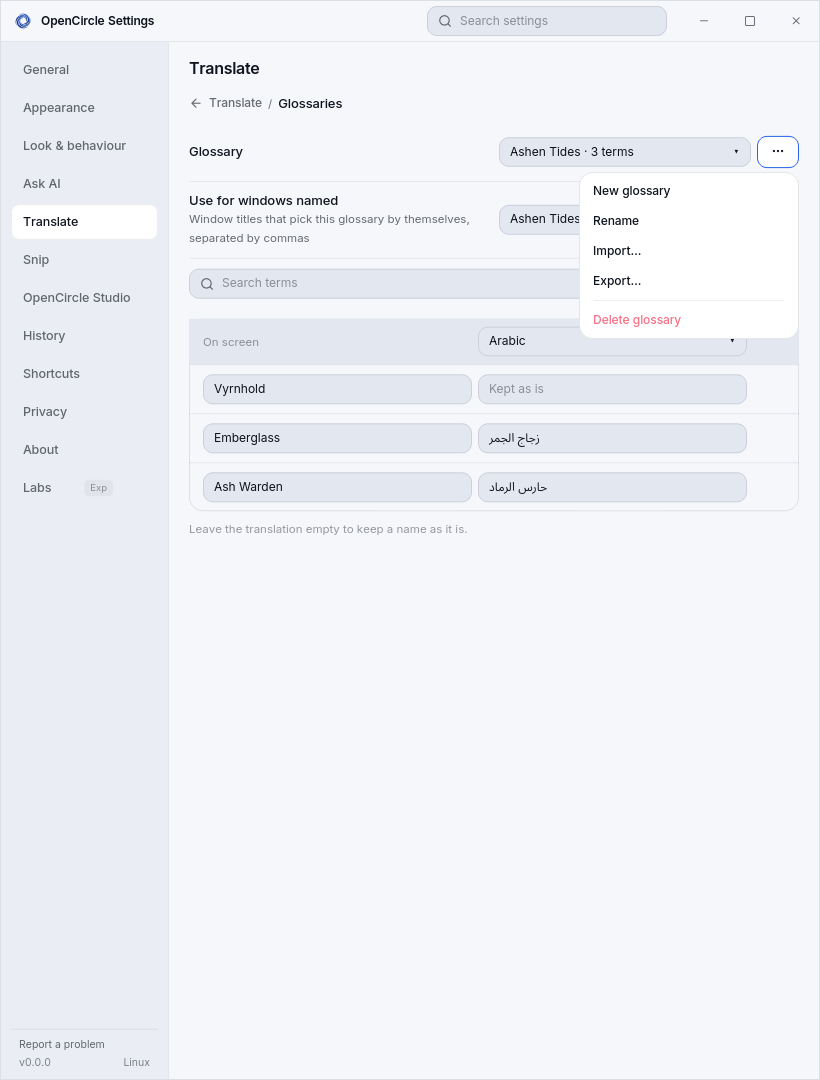 OpenCircle Settings
Search settings
General
Appearance
Look & behaviour
Ask AI
Translate
Snip
OpenCircle Studio
History
Shortcuts
Privacy
About
Labs Exp
Report a problem
v0.0.0 Linux
Translate
Translate / Glossaries
Glossary
Ashen Tides · 3 terms
...
New glossary
Rename
Import...
Export...
Delete glossary
Use for windows named
Window titles that pick this glossary by themselves,
separated by commas
Ashen Tides
Search terms
On screen Arabic
Vyrnhold Kept as is
Emberglass زجاج الجمر
Ash Warden حارس الرماد
Leave the translation empty to keep a name as it is.